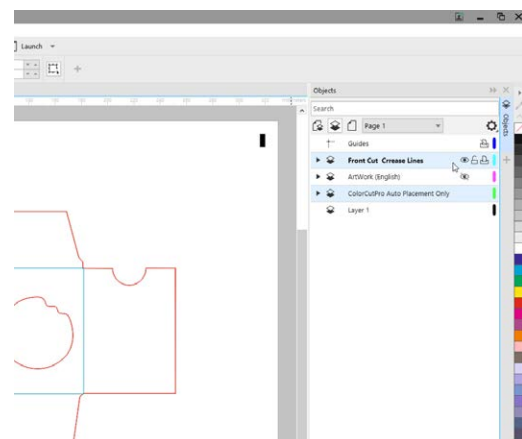 Launch
Objects
Search
Page 1
Guides
Front Cut Crrease Lines
ArtWork (English)
ColorCutPro Auto Placement Only
Layer 1
Objects